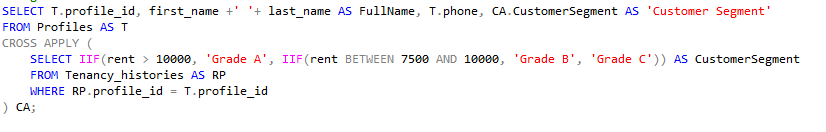 SELECT T.profile_id, first_name +' '+ last_name AS FullName, T.phone, CA.CustomerSegment AS 'Customer Segment'
FROM Profiles AS T
CROSS APPLY (
    SELECT IIF(rent > 10000, 'Grade A', IIF(rent BETWEEN 7500 AND 10000, 'Grade B', 'Grade C')) AS CustomerSegment
    FROM Tenancy_histories AS RP
    WHERE RP.profile_id = T.profile_id
) CA;